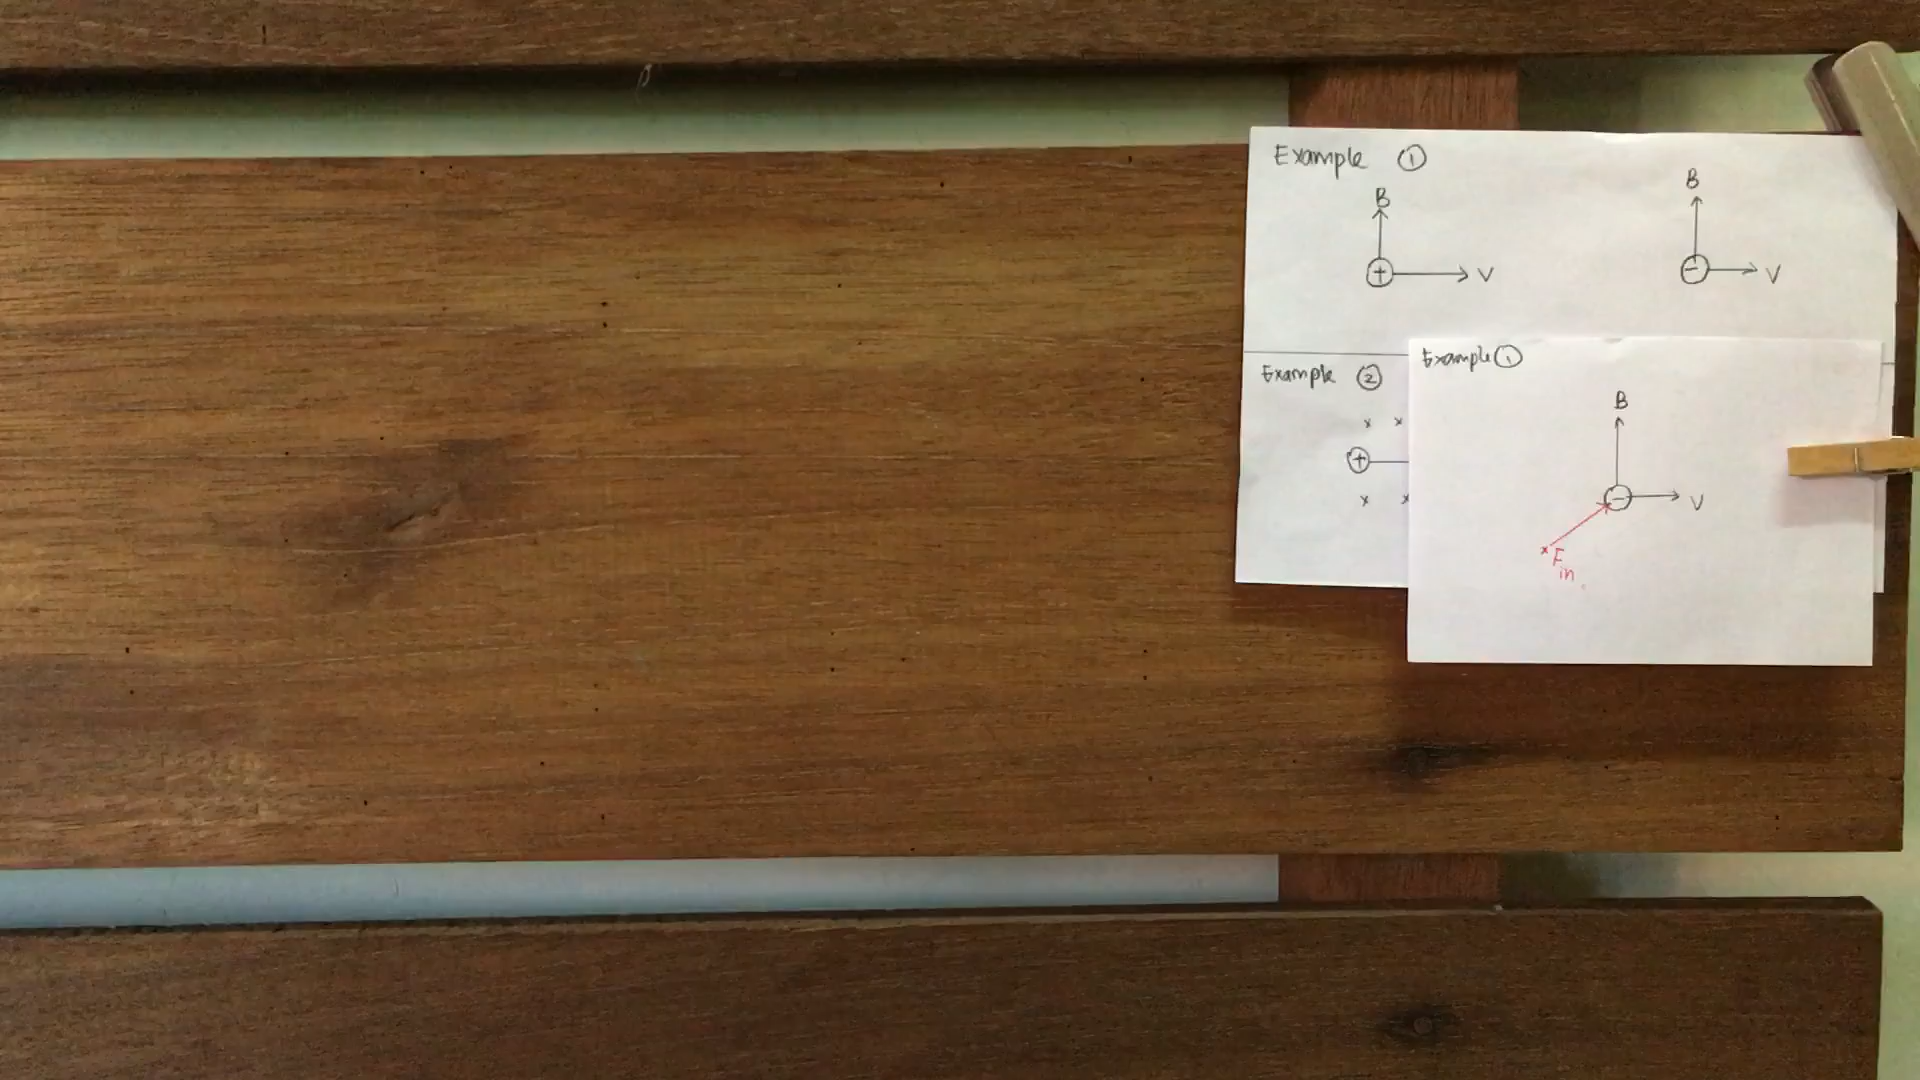 Example ①
B
+
V
B
-
V
Example ②
x x
+
x x
Example ①
B
-
V
x F
in.